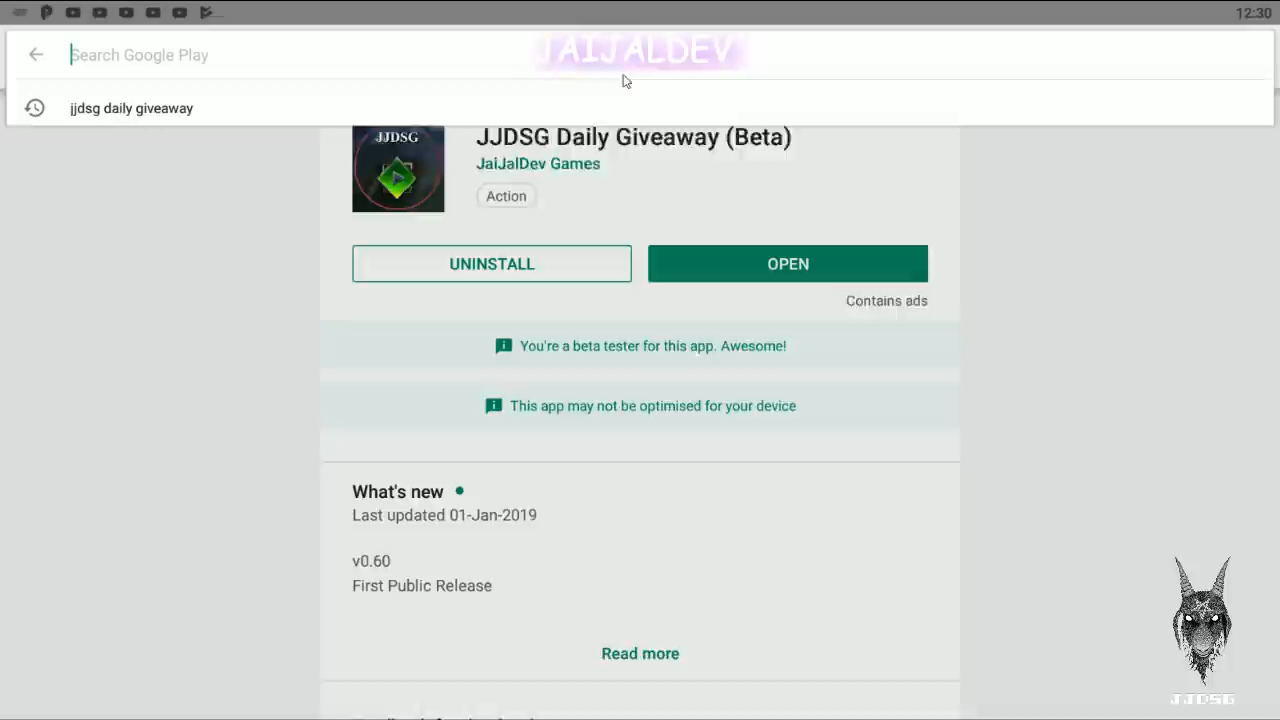 12:30
Search Google Play
JAIJALDEV
jjdsg daily giveaway
JJDSG
JJDSG Daily Giveaway (Beta)
JaiJalDev Games
Action
UNINSTALL
OPEN
Contains ads
You're a beta tester for this app. Awesome!
This app may not be optimised for your device
What's new
Last updated 01-Jan-2019
v0.60
First Public Release
Read more
JJDSG